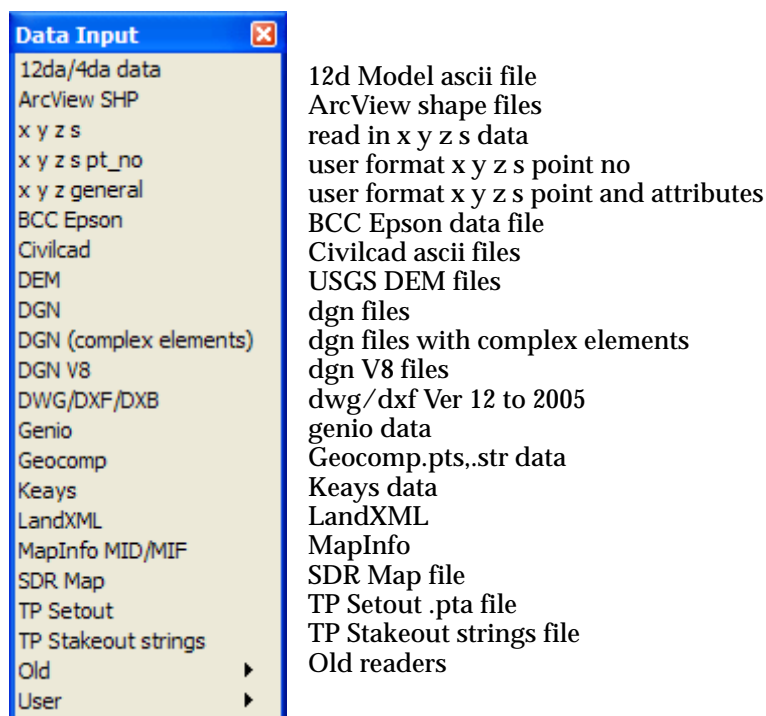 Data Input
12da/4da data 12d Model ascii file
ArcView SHP ArcView shape files
x y z s read in x y z s data
x y z s pt_no user format x y z s point no
x y z general user format x y z s point and attributes
BCC Epson BCC Epson data file
Civilcad Civilcad ascii files
DEM USGS DEM files
DGN dgn files
DGN (complex elements) dgn files with complex elements
DGN V8 dgn V8 files
DWG/DXF/DXB dwg/dxf Ver 12 to 2005
Genio genio data
Geocomp Geocomp.pts,.str data
Keays Keays data
LandXML LandXML
MapInfo MID/MIF MapInfo
SDR Map SDR Map file
TP Setout TP Setout .pta file
TP Stakeout strings TP Stakeout strings file
Old Old readers
User